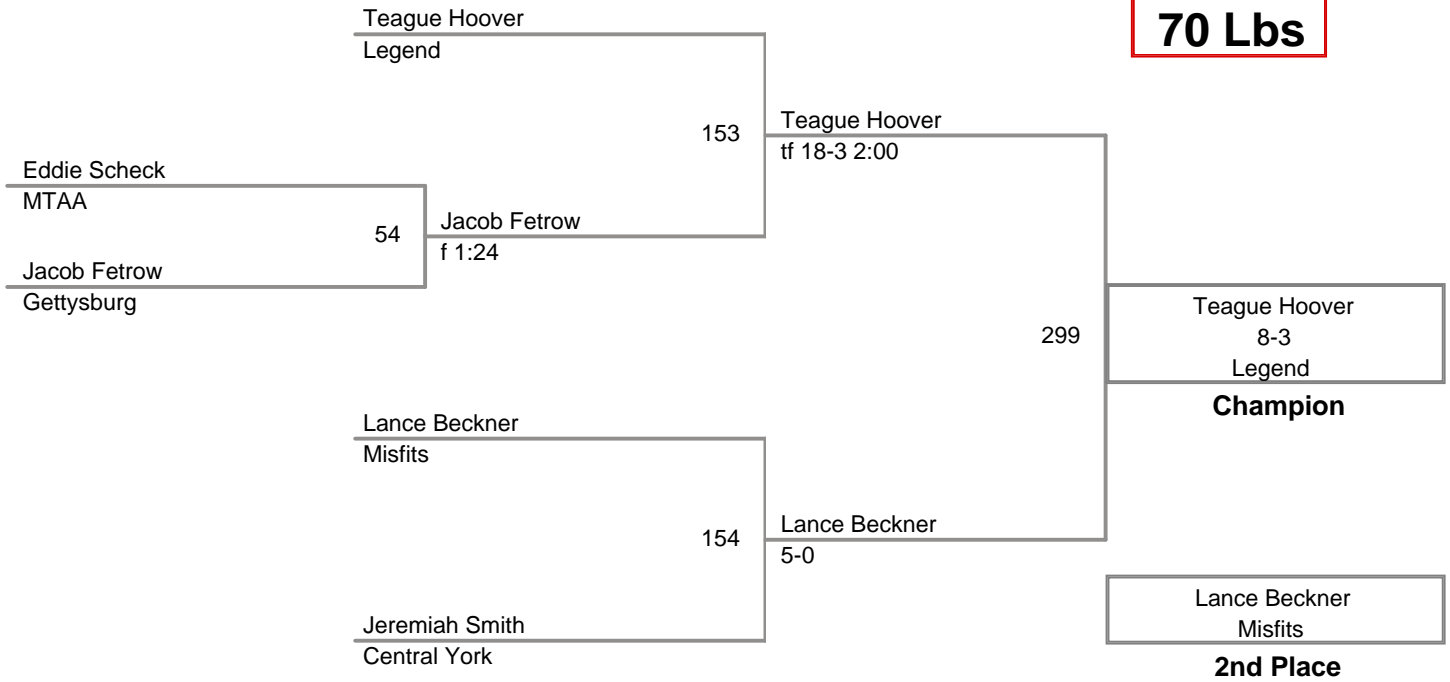 Teague Hoover
70 Lbs
Legend
153
Teague Hoover
tf 18-3 2:00
Eddie Scheck
MTAA
54
Jacob Fetrow
f 1:24
Jacob Fetrow
Gettysburg
299
Teague Hoover
8-3
Legend
Champion
Lance Beckner
Misfits
154
Lance Beckner
5-0
Jeremiah Smith
Central York
Lance Beckner
Misfits
2nd Place